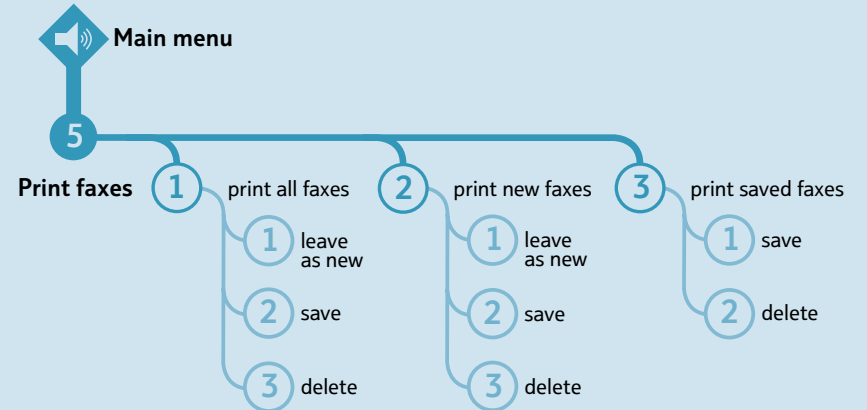 Main menu
5
Print faxes
1 print all faxes
1 leave
as new
2 save
3 delete
2 print new faxes
1 leave
as new
2 save
3 delete
3 print saved faxes
1 save
2 delete